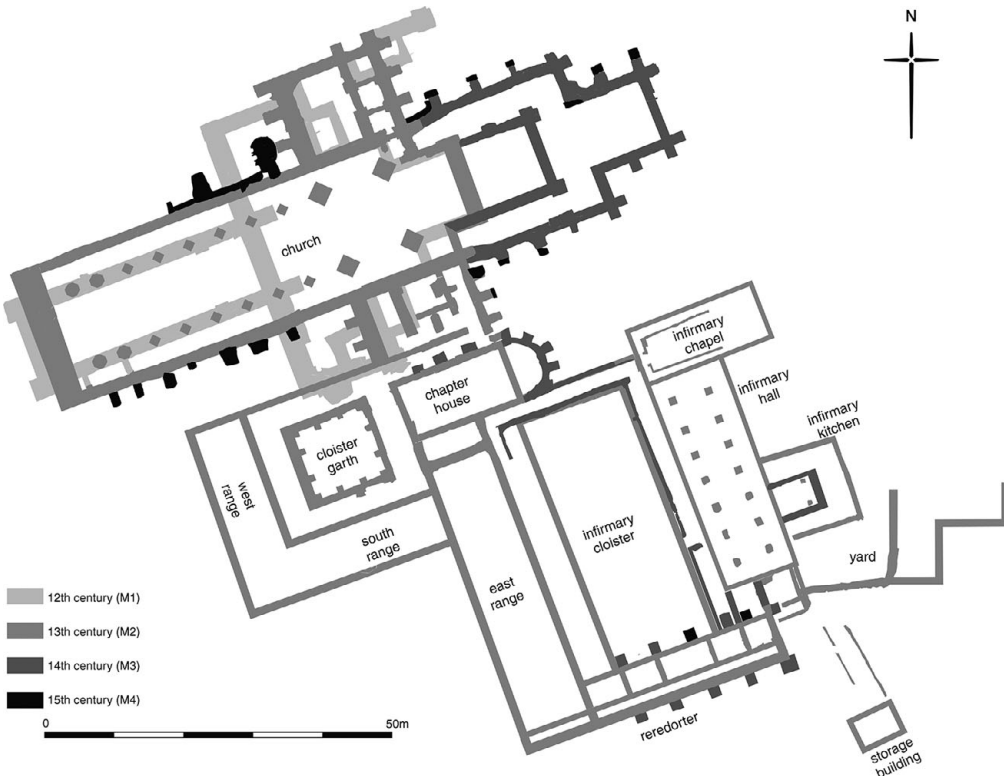 N
church
infirmary
chapel
infirmary
hall
infirmary
kitchen
chapter
house
cloister
garth
west
range
south
range
infirmary
cloister
east
range
yard
reredorter
storage
building
12th century (M1)
13th century (M2)
14th century (M3)
15th century (M4)
0
50m